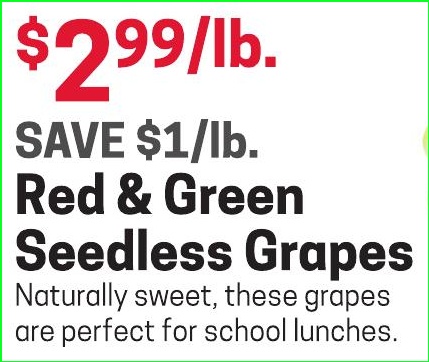 $2.99/lb.
SAVE $1/lb.
Red & Green
Seedless Grapes
Naturally sweet, these grapes
are perfect for school lunches.